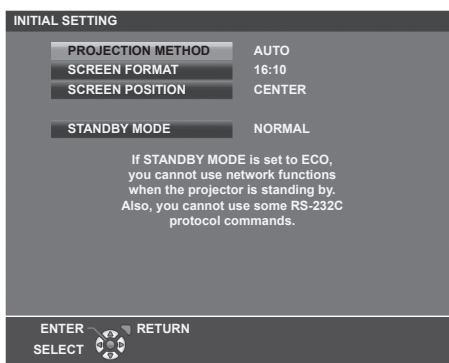 INITIAL SETTING
PROJECTION METHOD AUTO
SCREEN FORMAT 16:10
SCREEN POSITION CENTER
STANDBY MODE NORMAL
If STANDBY MODE is set to ECO,
you cannot use network functions
when the projector is standing by.
Also, you cannot use some RS-232C
protocol commands.
ENTER RETURN
SELECT